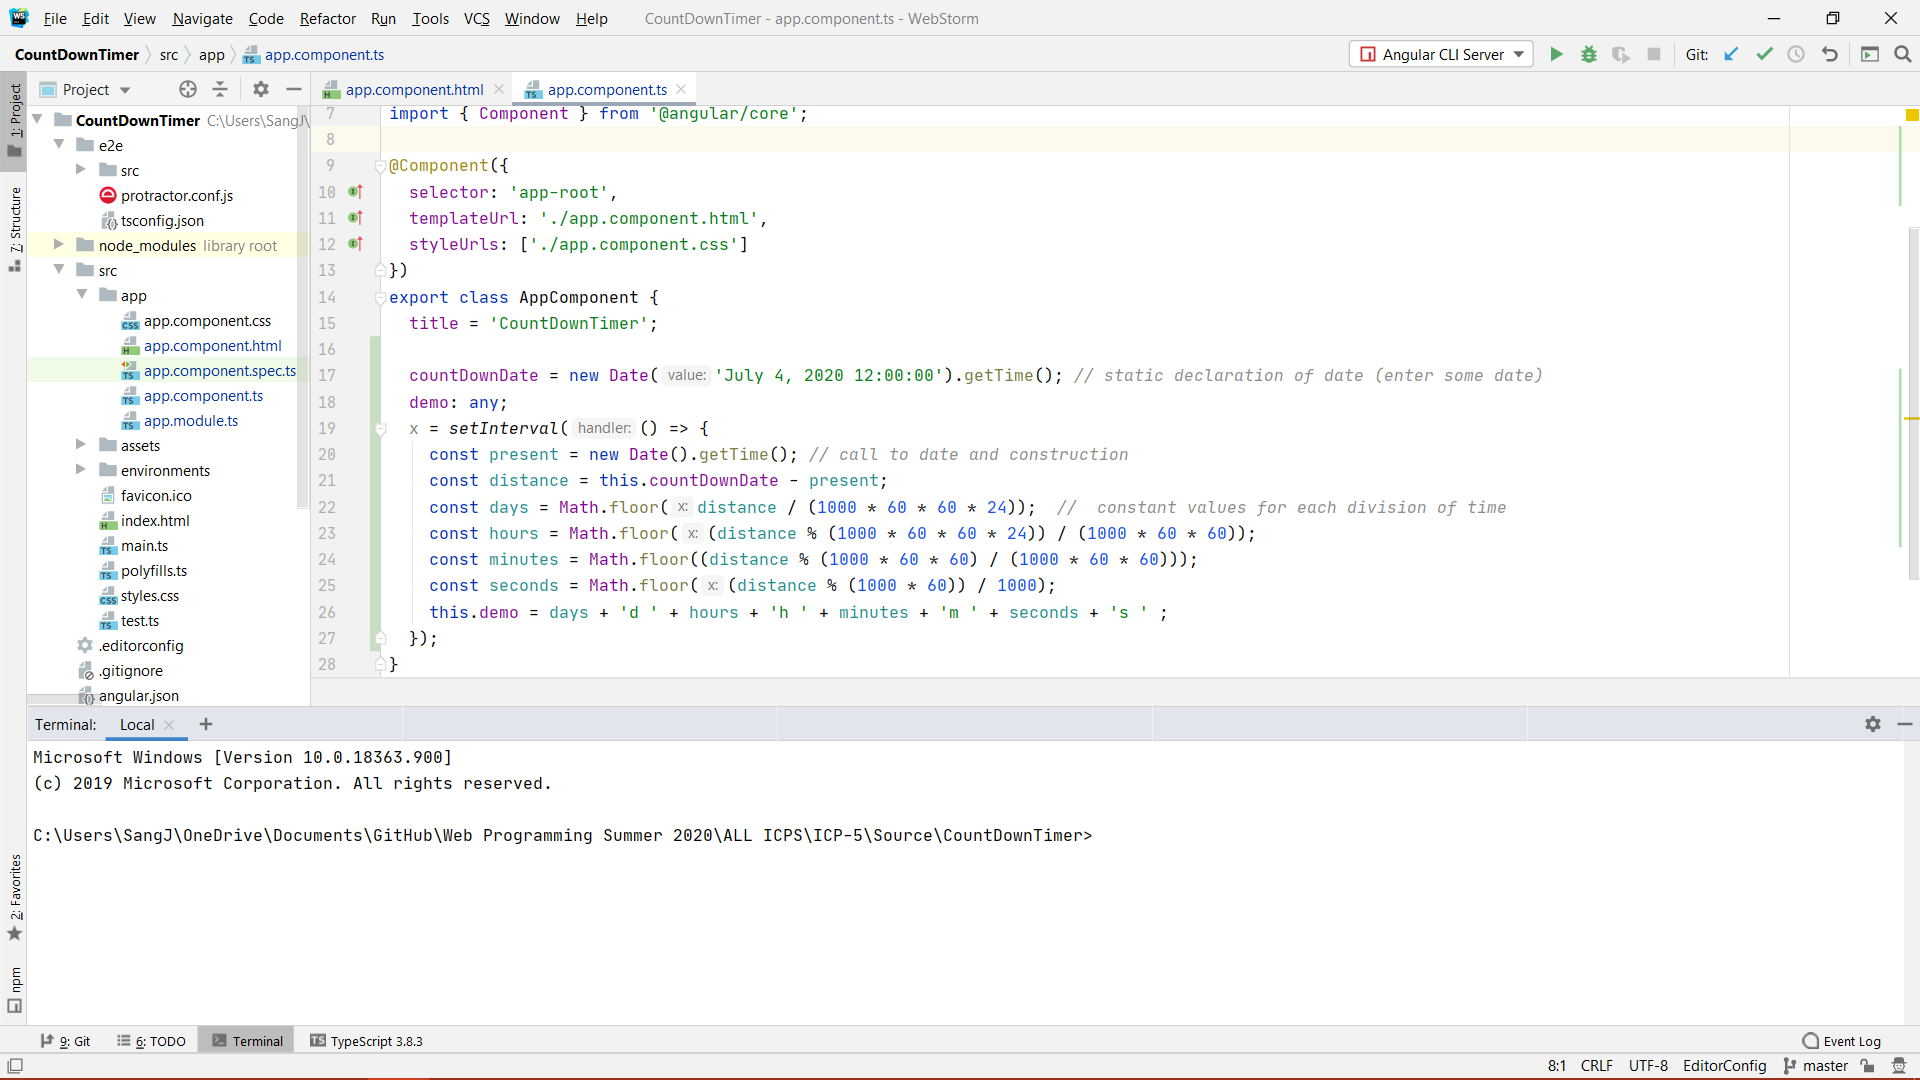 File Edit View Navigate Code Refactor Run Tools VCS Window Help CountDownTimer - app.component.ts - WebStorm
CountDownTimer src app app.component.ts Angular CLI Server Git:
1: Project
7: Structure
2: Favorites
npm
Project
CountDownTimer C:\Users\SangJ\
e2e
src
protractor.conf.js
tsconfig.json
node_modules library root
src
app
app.component.css
app.component.html
app.component.spec.ts
app.component.ts
app.module.ts
assets
environments
favicon.ico
index.html
main.ts
polyfills.ts
styles.css
test.ts
.editorconfig
.gitignore
angular.json
app.component.html app.component.ts
7 import { Component } from '@angular/core';
8
9 @Component({
10 selector: 'app-root',
11 templateUrl: './app.component.html',
12 styleUrls: ['./app.component.css']
13 })
14 export class AppComponent {
15 title = 'CountDownTimer';
16
17 countDownDate = new Date( value: 'July 4, 2020 12:00:00').getTime(); // static declaration of date (enter some date)
18 demo: any;
19 x = setInterval( handler: () => {
20 const present = new Date().getTime(); // call to date and construction
21 const distance = this.countDownDate - present;
22 const days = Math.floor( x: distance / (1000 * 60 * 60 * 24)); // constant values for each division of time
23 const hours = Math.floor( x: (distance % (1000 * 60 * 60 * 24)) / (1000 * 60 * 60));
24 const minutes = Math.floor((distance % (1000 * 60 * 60) / (1000 * 60 * 60)));
25 const seconds = Math.floor( x: (distance % (1000 * 60)) / 1000);
26 this.demo = days + 'd ' + hours + 'h ' + minutes + 'm ' + seconds + 's ' ;
27 });
28 }
Terminal: Local
Microsoft Windows [Version 10.0.18363.900]
(c) 2019 Microsoft Corporation. All rights reserved.
C:\Users\SangJ\OneDrive\Documents\GitHub\Web Programming Summer 2020\ALL ICPS\ICP-5\Source\CountDownTimer>
9: Git 6: TODO Terminal TypeScript 3.8.3 Event Log
8:1 CRLF UTF-8 EditorConfig master